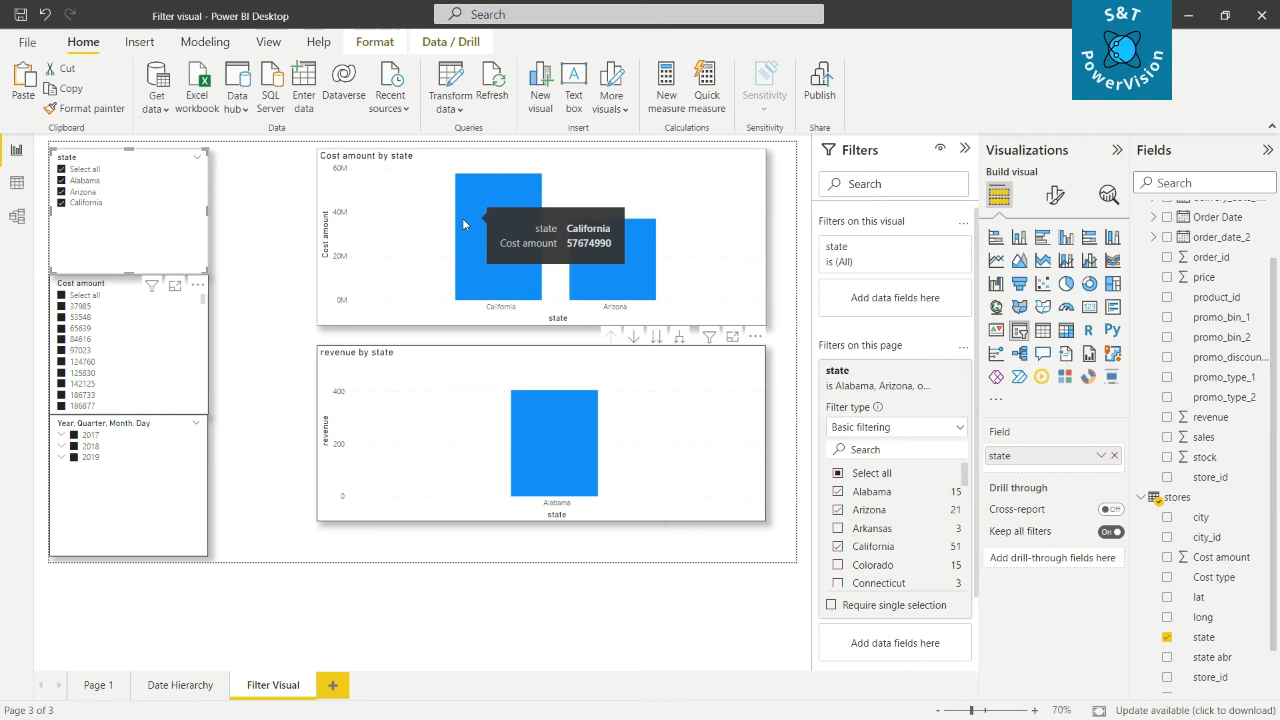 Filter visual - Power BI Desktop
Search
S&T
PowerVision
File
Home
Insert
Modeling
View
Help
Format
Data / Drill
Paste
Cut
Copy
Format painter
Clipboard
Get
data
Excel
workbook
Data
hub
SQL
Server
Enter
data
Dataverse
Recent
sources
Data
Transform
data
Refresh
Queries
New
visual
Text
box
More
visuals
Insert
New
measure
Quick
measure
Calculations
Sensitivity
Sensitivity
Publish
Share
state
Select all
Alabama
Arizona
California
Cost amount
Select all
37985
53548
65639
84616
97023
124760
125830
142125
186733
186877
Year, Quarter, Month, Day
2017
2018
2019
Cost amount by state
60M
40M
20M
0M
Cost amount
California
Arizona
state
state California
Cost amount 57674990
revenue by state
400
200
0
revenue
Alabama
state
Filters
Search
Filters on this visual
...
state
is (All)
Add data fields here
Filters on this page
...
state
is Alabama, Arizona, o...
Filter type
Basic filtering
Search
Select all
Alabama 15
Arizona 21
Arkansas 3
California 51
Colorado 15
Connecticut 3
Require single selection
Add data fields here
Visualizations
Build visual
R
Py
123
...
Field
state
Drill through
Cross-report
Off
Keep all filters
On
Add drill-through fields here
Fields
Search
Order Date
order_date_2
order_id
price
product_id
promo_bin_1
promo_bin_2
promo_discoun...
promo_type_1
promo_type_2
revenue
sales
stock
store_id
stores
city
city_id
Cost amount
Cost type
lat
long
state
state abr
store_id
Page 1
Date Hierarchy
Filter Visual
Page 3 of 3
70%
Update available (click to download)